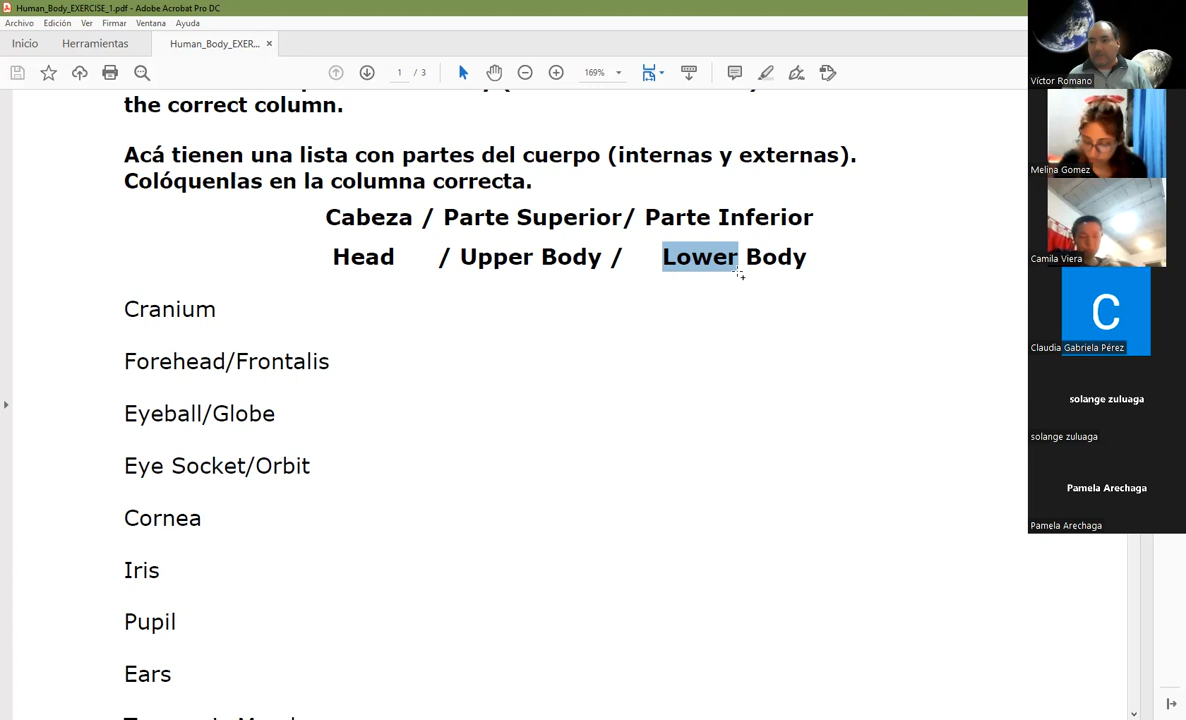 Human_Body_EXERCISE_1.pdf - Adobe Acrobat Pro DC
Archivo Edición Ver Firmar Ventana Ayuda
Inicio Herramientas Human_Body_EXER... ×
1 / 3 169%
the correct column.
Acá tienen una lista con partes del cuerpo (internas y externas).
Colóquenlas en la columna correcta.
Cabeza / Parte Superior/ Parte Inferior
Head / Upper Body / Lower Body
Cranium
Forehead/Frontalis
Eyeball/Globe
Eye Socket/Orbit
Cornea
Iris
Pupil
Ears
Víctor Romano
Melina Gomez
Camila Viera
C
Claudia Gabriela Pérez
solange zuluaga
solange zuluaga
Pamela Arechaga
Pamela Arechaga